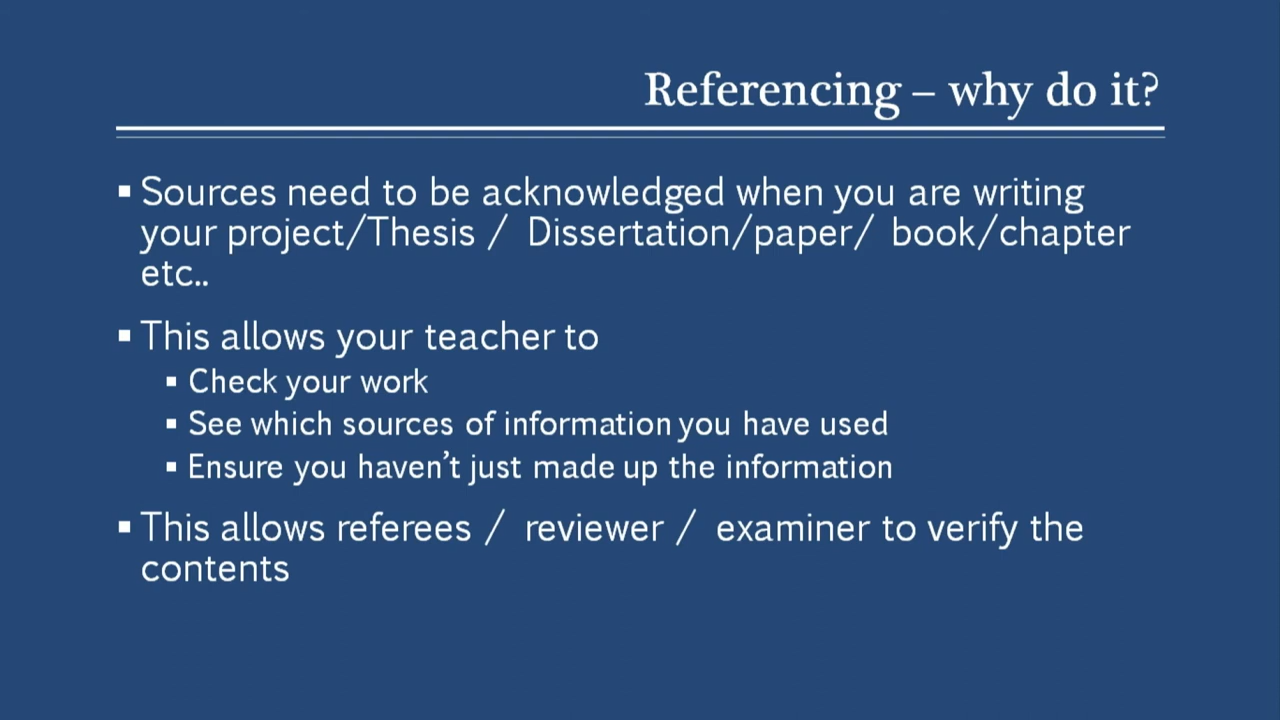 Referencing – why do it?
▪ Sources need to be acknowledged when you are writing
your project/Thesis / Dissertation/paper/ book/chapter
etc..
▪ This allows your teacher to
▪ Check your work
▪ See which sources of information you have used
▪ Ensure you haven’t just made up the information
▪ This allows referees / reviewer / examiner to verify the
contents